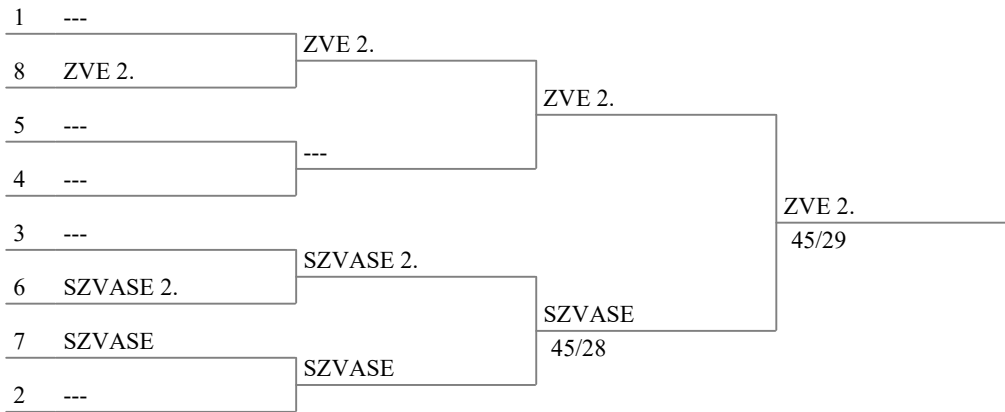 1 ---
ZVE 2.
8 ZVE 2.
ZVE 2.
5 ---
---
4 ---
ZVE 2.
45/29
3 ---
SZVASE 2.
6 SZVASE 2.
SZVASE
45/28
7 SZVASE
SZVASE
2 ---